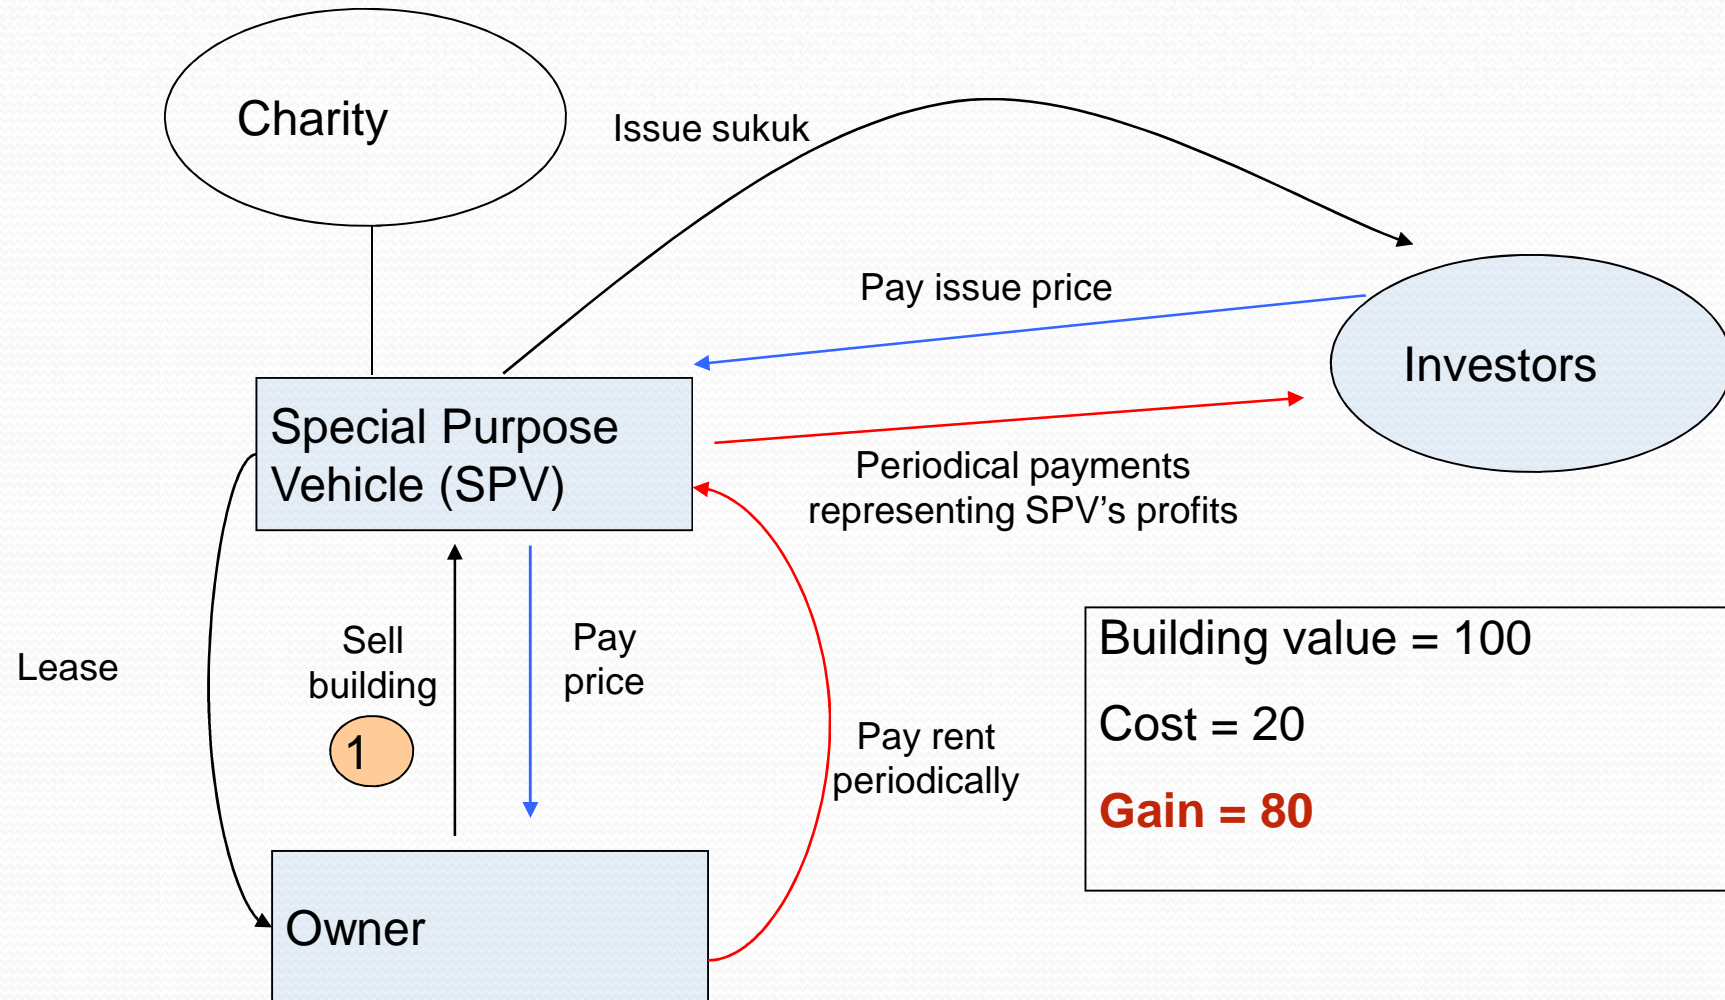 Charity
Issue sukuk
Pay issue price
Investors
Special Purpose
Vehicle (SPV)
Periodical payments
representing SPV’s profits
Lease
Sell
building
1
Pay
price
Pay rent
periodically
Building value = 100
Cost = 20
Gain = 80
Owner